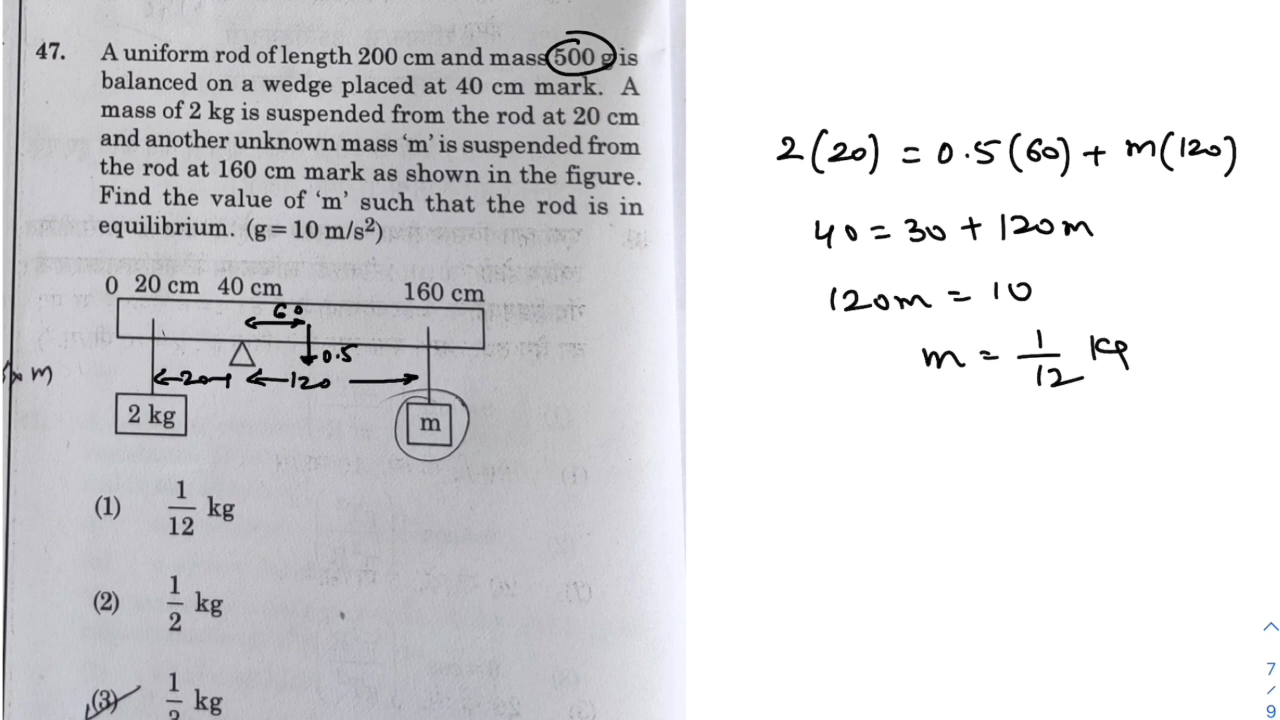 47. A uniform rod of length 200 cm and mass 500 g is
balanced on a wedge placed at 40 cm mark. A
mass of 2 kg is suspended from the rod at 20 cm
and another unknown mass 'm' is suspended from
the rod at 160 cm mark as shown in the figure.
Find the value of 'm' such that the rod is in
equilibrium. (g = 10 m/s²)
0 20 cm 40 cm 160 cm
60
0.5
20 120
m
2 kg
m
(1) 1/12 kg
(2) 1/2 kg
(3) kg
2(20) = 0.5(60) + m(120)
40 = 30 + 120m
120m = 10
m = 1/12 kg
7
/
9